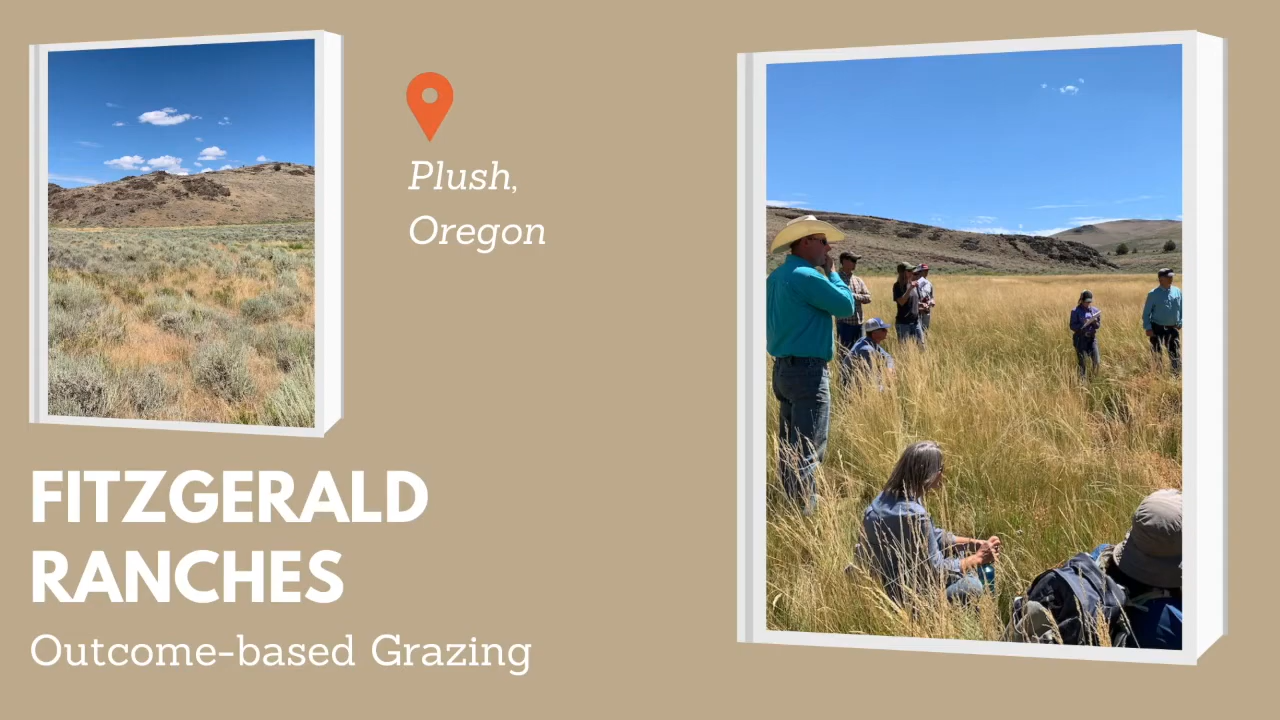 Plush,
Oregon
FITZGERALD
RANCHES
Outcome-based Grazing